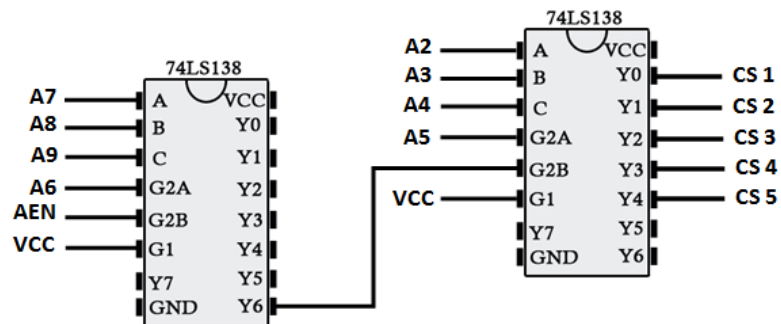 74LS138
A7
A8
A9
A6
AEN
VCC
A
B
C
G2A
G2B
G1
Y7
GND
VCC
Y0
Y1
Y2
Y3
Y4
Y5
Y6
74LS138
A2
A3
A4
A5
VCC
A
B
C
G2A
G2B
G1
Y7
GND
VCC
Y0
Y1
Y2
Y3
Y4
Y5
Y6
CS 1
CS 2
CS 3
CS 4
CS 5